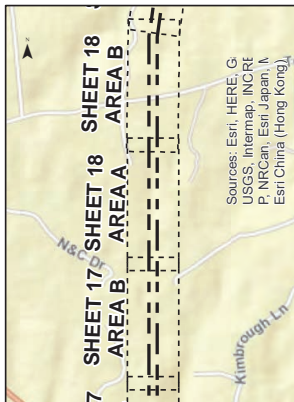 N
SHEET 18
AREA B
SHEET 18
AREA A
SHEET 17
AREA B
7
N&C Dr
Kimbrough Ln
Sources: Esri, HERE, G
USGS, Intermap, INCRE
P, NRCan, Esri Japan, M
Esri China (Hong Kong)